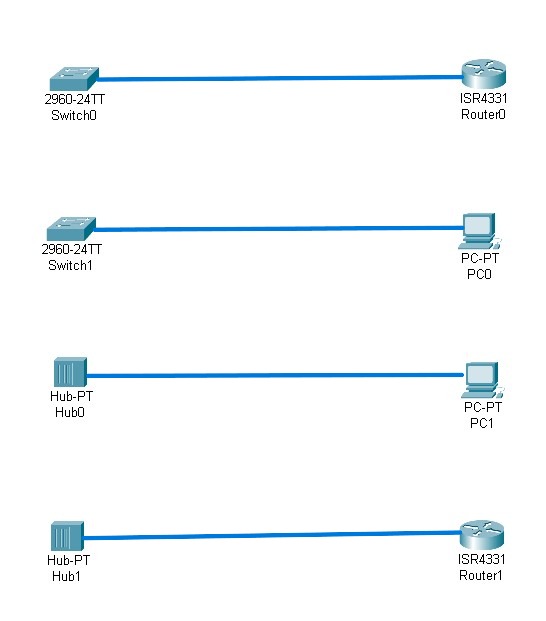 2960-24TT
Switch0
ISR4331
Router0
2960-24TT
Switch1
PC-PT
PC0
Hub-PT
Hub0
PC-PT
PC1
Hub-PT
Hub1
ISR4331
Router1